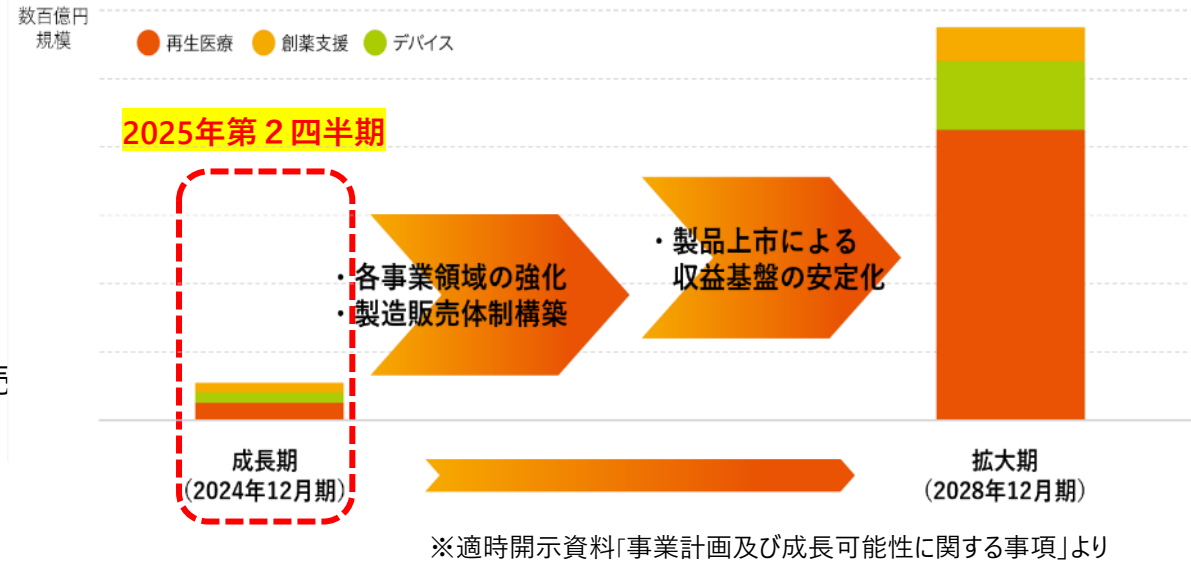 数百億円
規模
再生医療 創薬支援 デバイス
2025年第２四半期
・各事業領域の強化
・製造販売体制構築
・製品上市による
収益基盤の安定化
成長期
(2024年12月期)
拡大期
(2028年12月期)
※適時開示資料「事業計画及び成長可能性に関する事項」より